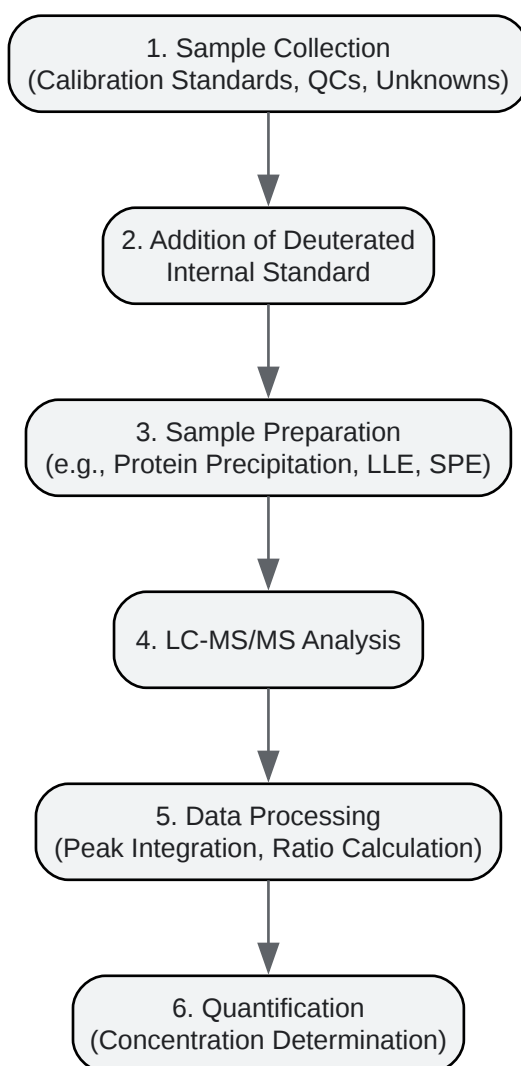 1. Sample Collection
(Calibration Standards, QCs, Unknowns)
2. Addition of Deuterated
Internal Standard
3. Sample Preparation
(e.g., Protein Precipitation, LLE, SPE)
4. LC-MS/MS Analysis
5. Data Processing
(Peak Integration, Ratio Calculation)
6. Quantification
(Concentration Determination)